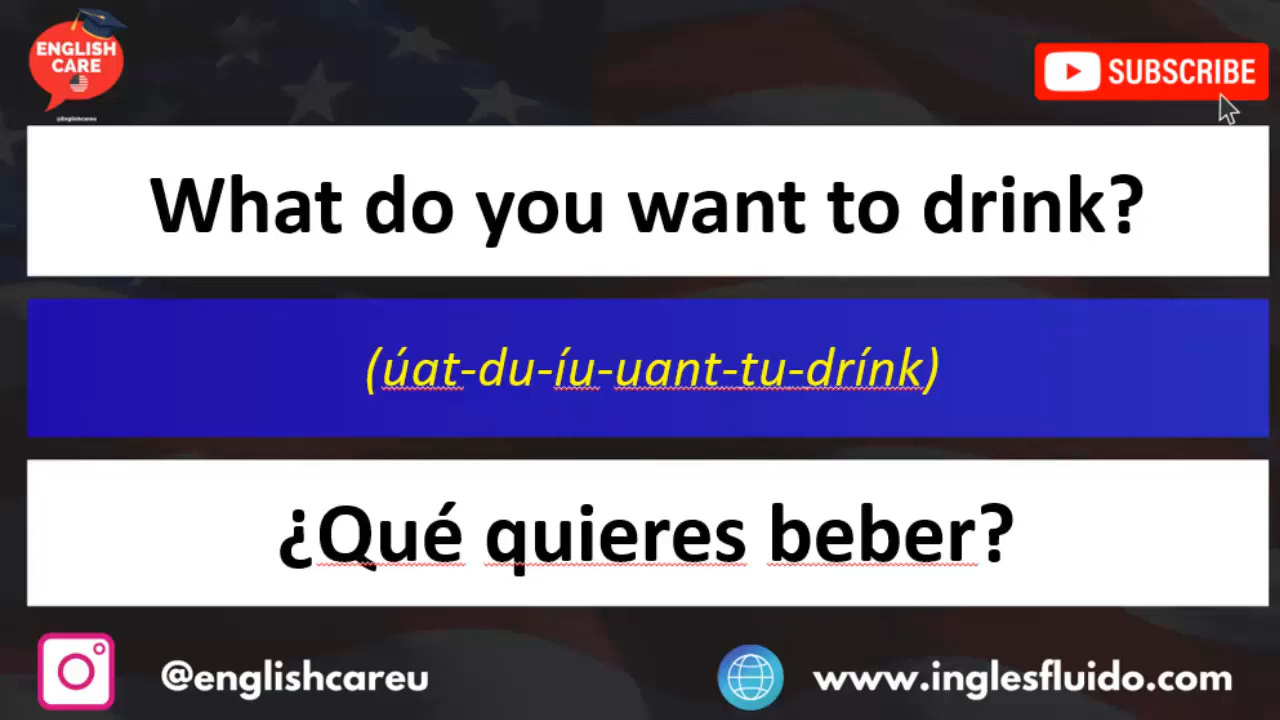 ENGLISH
CARE
@Englishcareu
SUBSCRIBE
What do you want to drink?
(úat-du-íu-uant-tu-drínk)
¿Qué quieres beber?
@englishcareu
www.inglesfluido.com